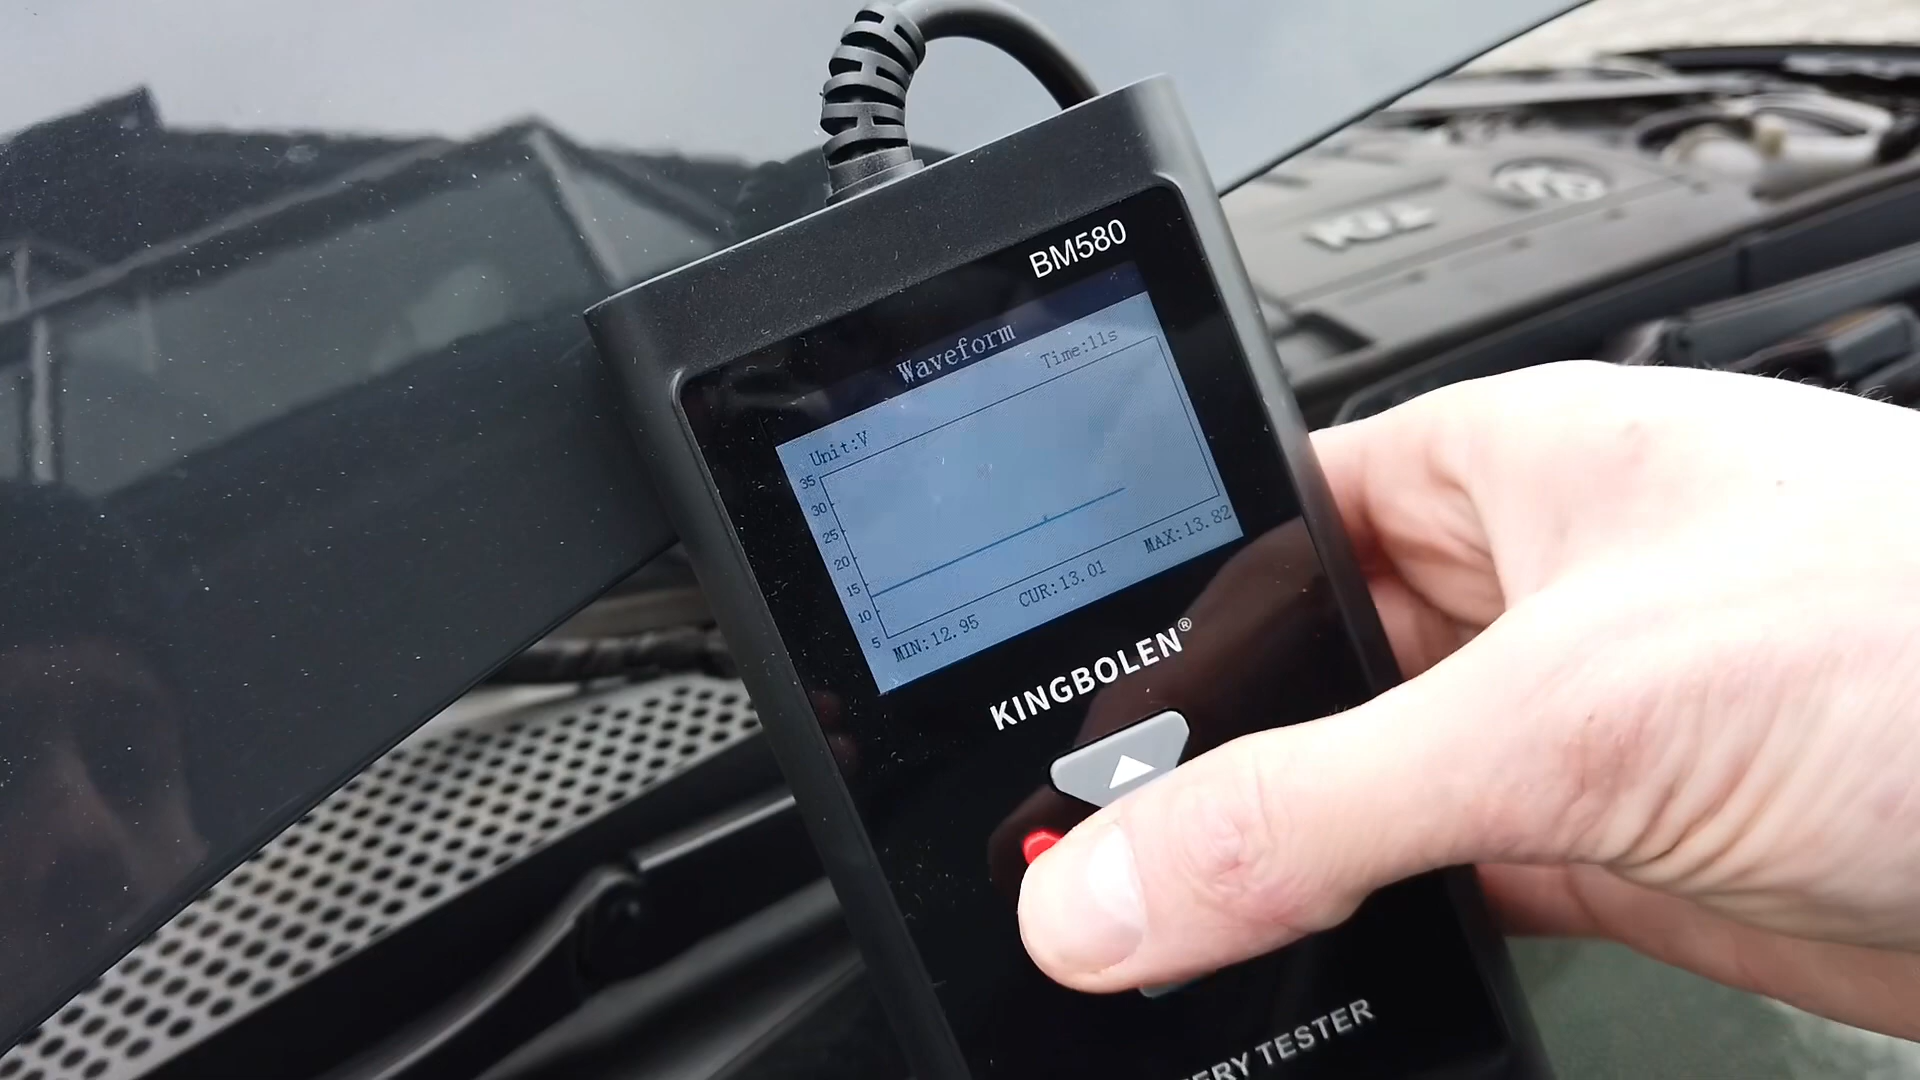 BM580
Waveform
Time:11s
Unit:V
35
30
25
20
15
10
5
MIN:12.95
CUR:13.01
MAX:13.82
KINGBOLEN®
TESTER